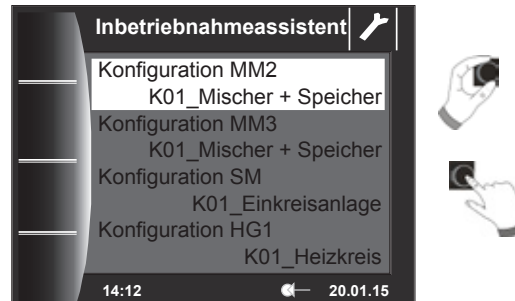 Inbetriebnahmeassistent
Konfiguration MM2
K01_Mischer + Speicher
Konfiguration MM3
K01_Mischer + Speicher
Konfiguration SM
K01_Einkreisanlage
Konfiguration HG1
K01_Heizkreis
14:12 20.01.15